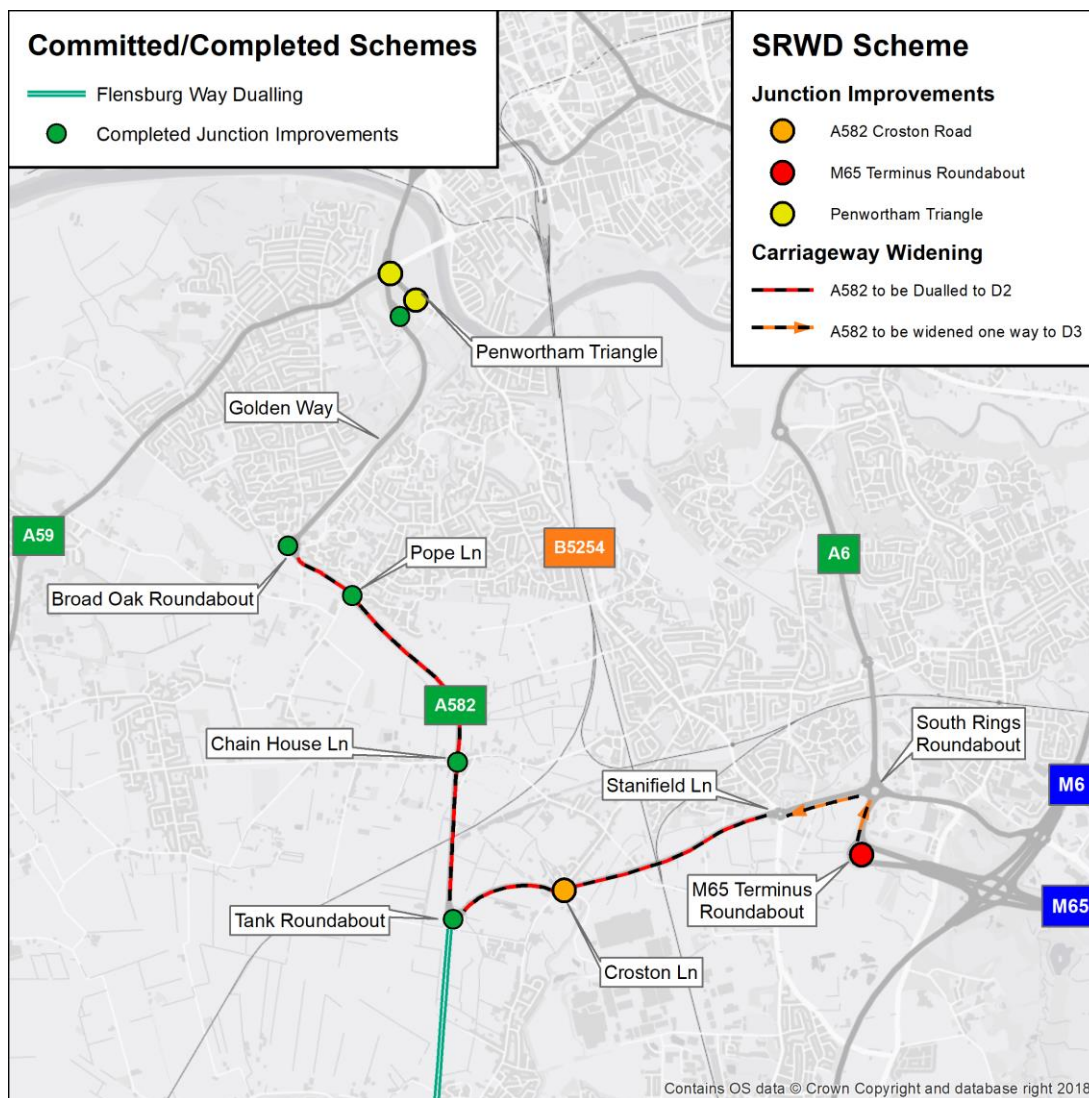 Committed/Completed Schemes
Flensburg Way Dualling
Completed Junction Improvements
SRWD Scheme
Junction Improvements
A582 Croston Road
M65 Terminus Roundabout
Penwortham Triangle
Carriageway Widening
A582 to be Dualled to D2
A582 to be widened one way to D3
Penwortham Triangle
Golden Way
A59
B5254
A6
Pope Ln
Broad Oak Roundabout
A582
Chain House Ln
South Rings
Roundabout
Stanifield Ln
M6
M65 Terminus
Roundabout
M65
Tank Roundabout
Croston Ln
Contains OS data © Crown Copyright and database right 2018